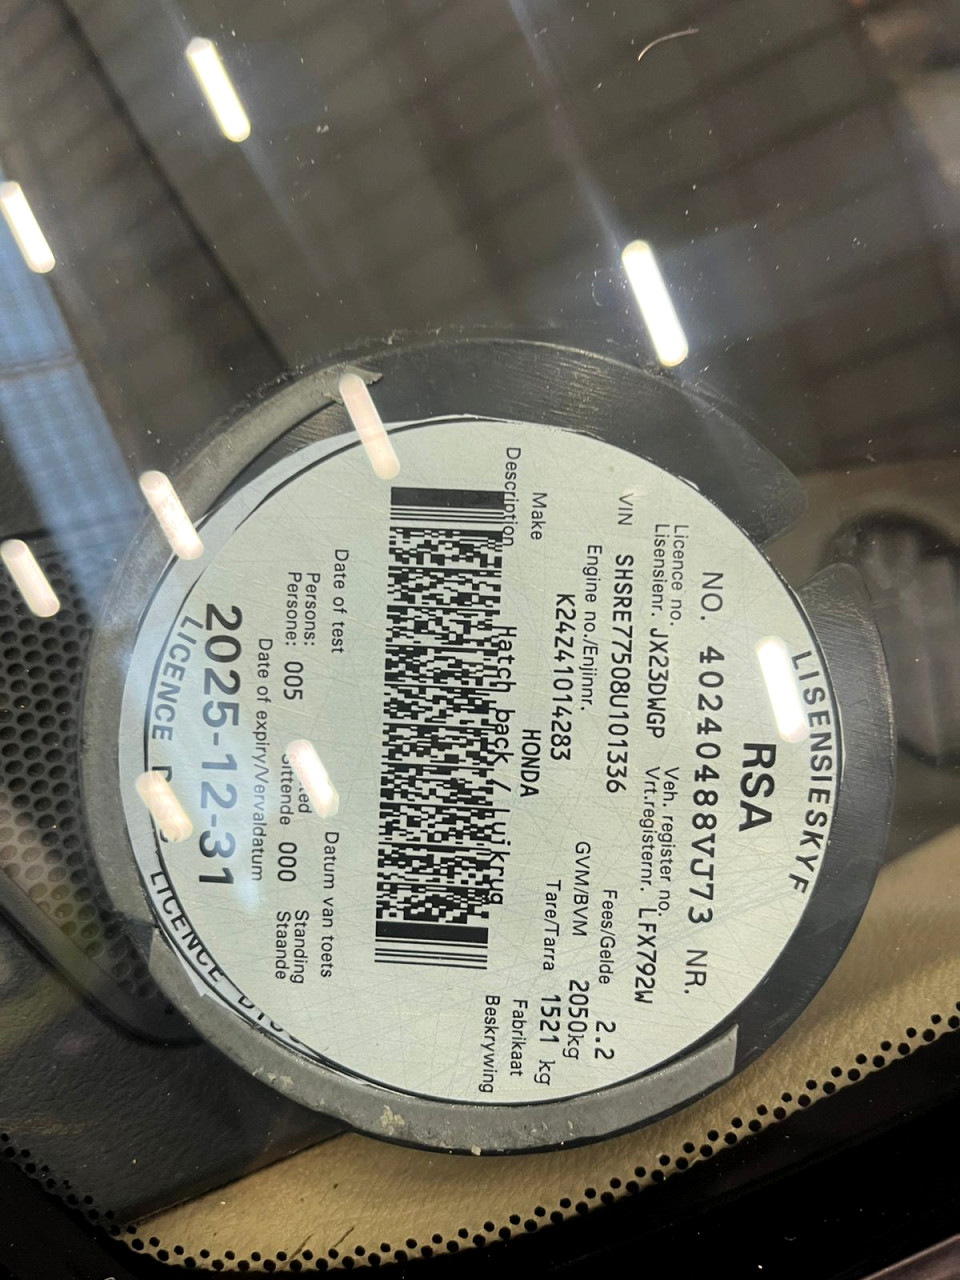 LISENSIESKYF
RSA
NO. 40240488VJ73 NR.
Licence no. Veh. register no.
Lisensienr. JX23DWGP Vrt.registernr. LFX792W
VIN SHSRE77508U101336 Fees/Gelde 2.2
Engine no./Enjinnr. GVM/BVM 2050kg
K24Z41014283 Tare/Tarra 1521 kg
Make HONDA Fabrikaat
Description Hatch back / Luikrug Beskrywing
Date of test Datum van toets
Persons: Standing
Persone: 005 Sittende 000 Staande
Date of expiry/Vervaldatum
2025-12-31
LICENCE
LICENCE